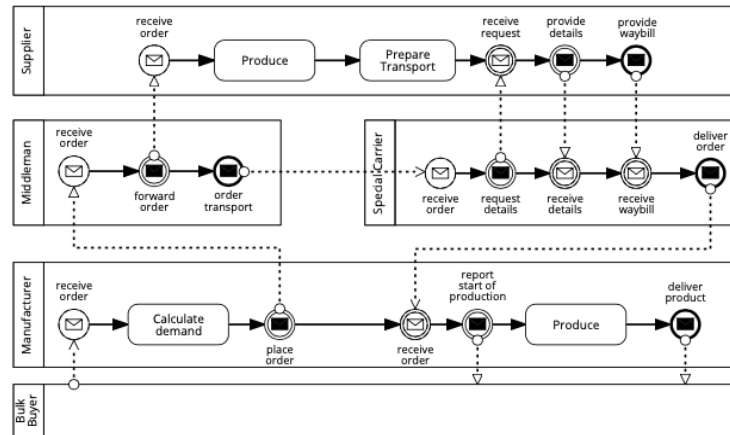 Supplier
receive
order
Produce
Prepare
Transport
receive
request
provide
details
provide
waybill
Middleman
receive
order
forward
order
order
transport
Special Carrier
receive
order
request
details
receive
details
receive
waybill
deliver
order
Manufacturer
receive
order
Calculate
demand
place
order
receive
order
report
start of
production
Produce
deliver
product
Bulk
Buyer